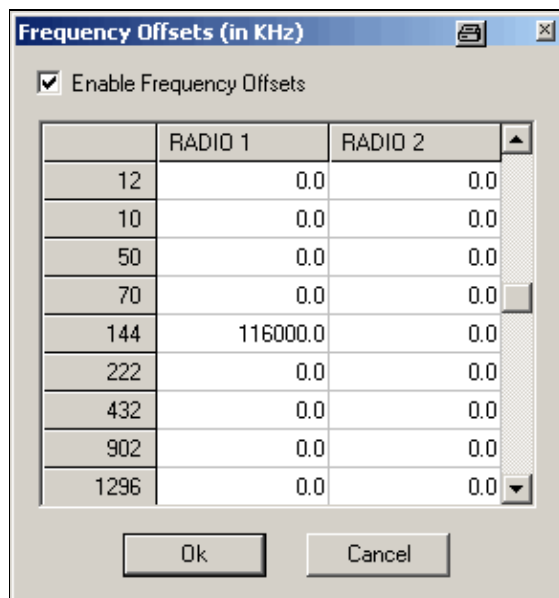 Frequency Offsets (in KHz)
Enable Frequency Offsets
RADIO 1 RADIO 2
12 0.0 0.0
10 0.0 0.0
50 0.0 0.0
70 0.0 0.0
144 116000.0 0.0
222 0.0 0.0
432 0.0 0.0
902 0.0 0.0
1296 0.0 0.0
Ok Cancel